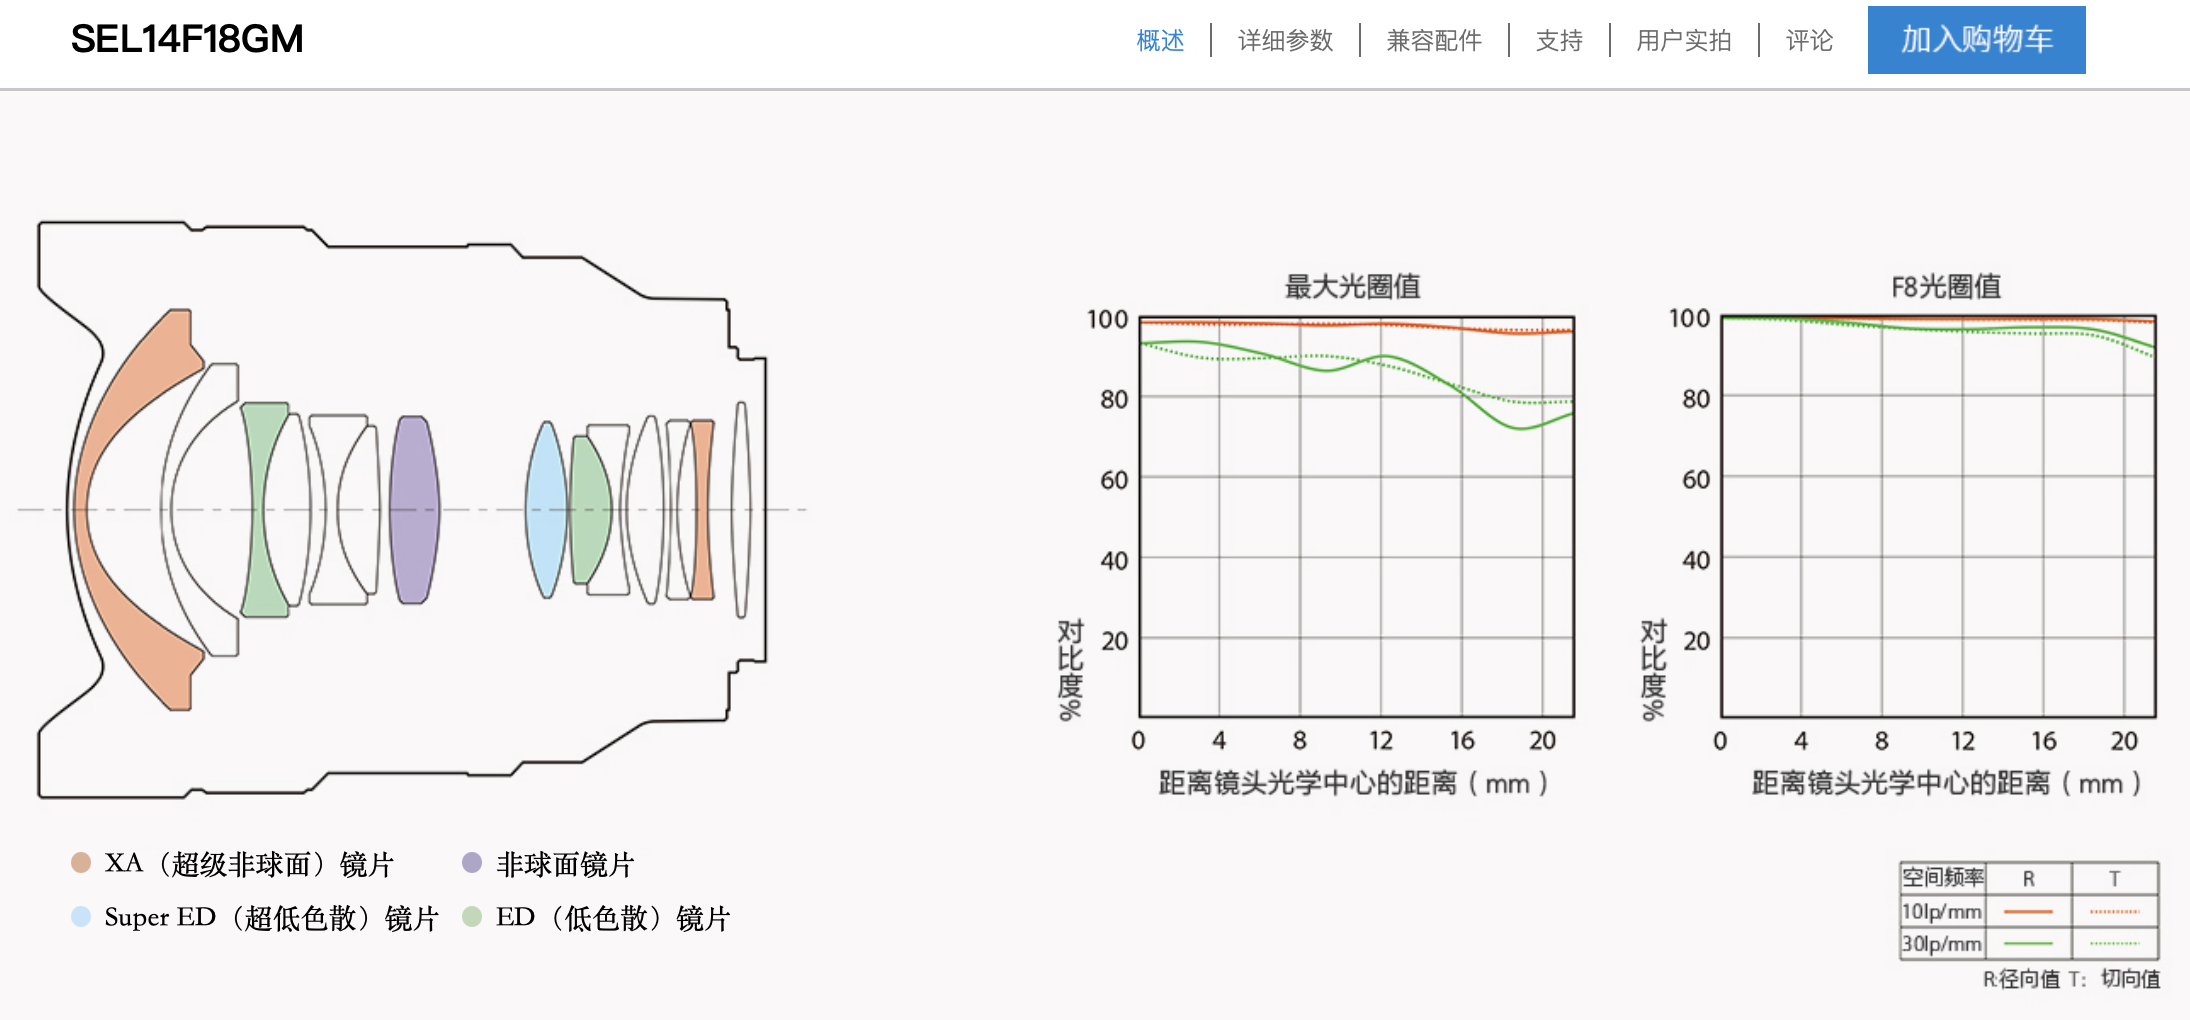 SEL14F18GM
概述 详细参数 兼容配件 支持 用户实拍 评论 加入购物车
最大光圈值
100
80
60
40
20
对比度%
0 4 8 12 16 20
距离镜头光学中心的距离（mm）
F8光圈值
100
80
60
40
20
对比度%
0 4 8 12 16 20
距离镜头光学中心的距离（mm）
XA（超级非球面）镜片 非球面镜片
Super ED（超低色散）镜片 ED（低色散）镜片
空间频率 R T
10lp/mm
30lp/mm
R:径向值 T: 切向值